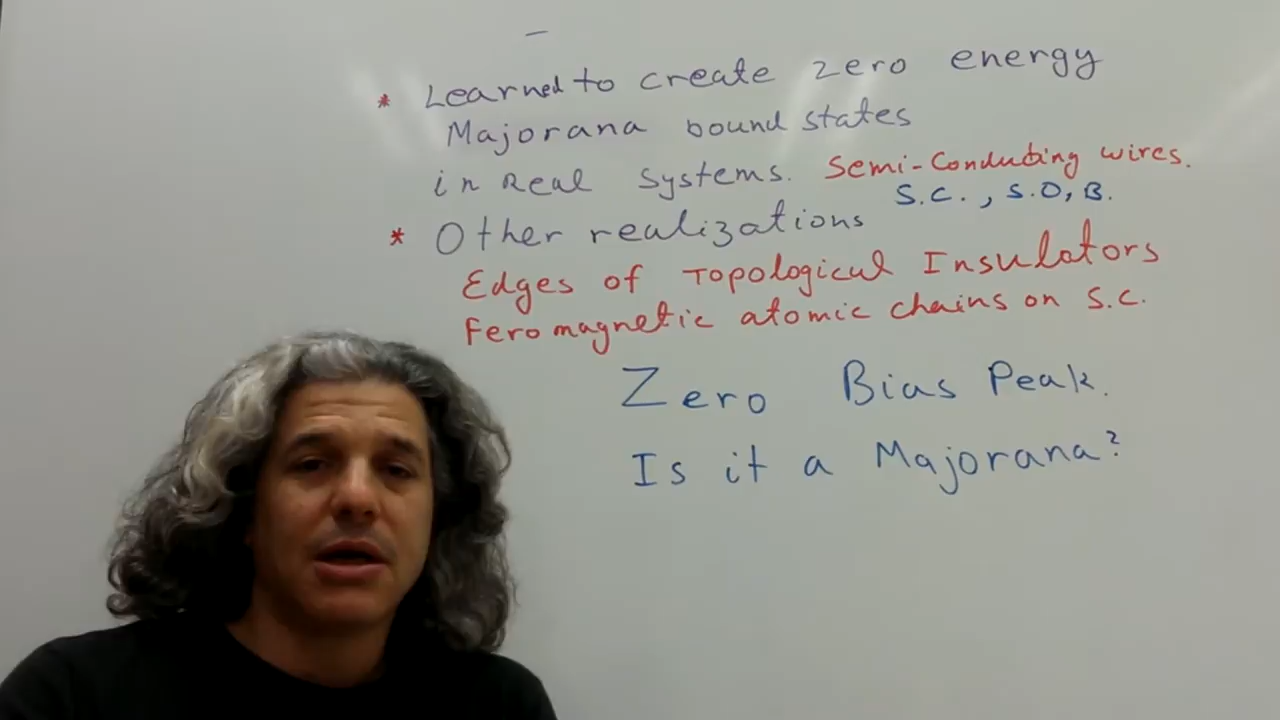 * Learned to create zero energy
Majorana bound states
in Real systems. Semi-Conducting wires.
S.C., S.O, B.
* Other realizations
Edges of Topological Insulators
Feromagnetic atomic chains on S.C.
Zero Bias Peak.
Is it a Majorana?